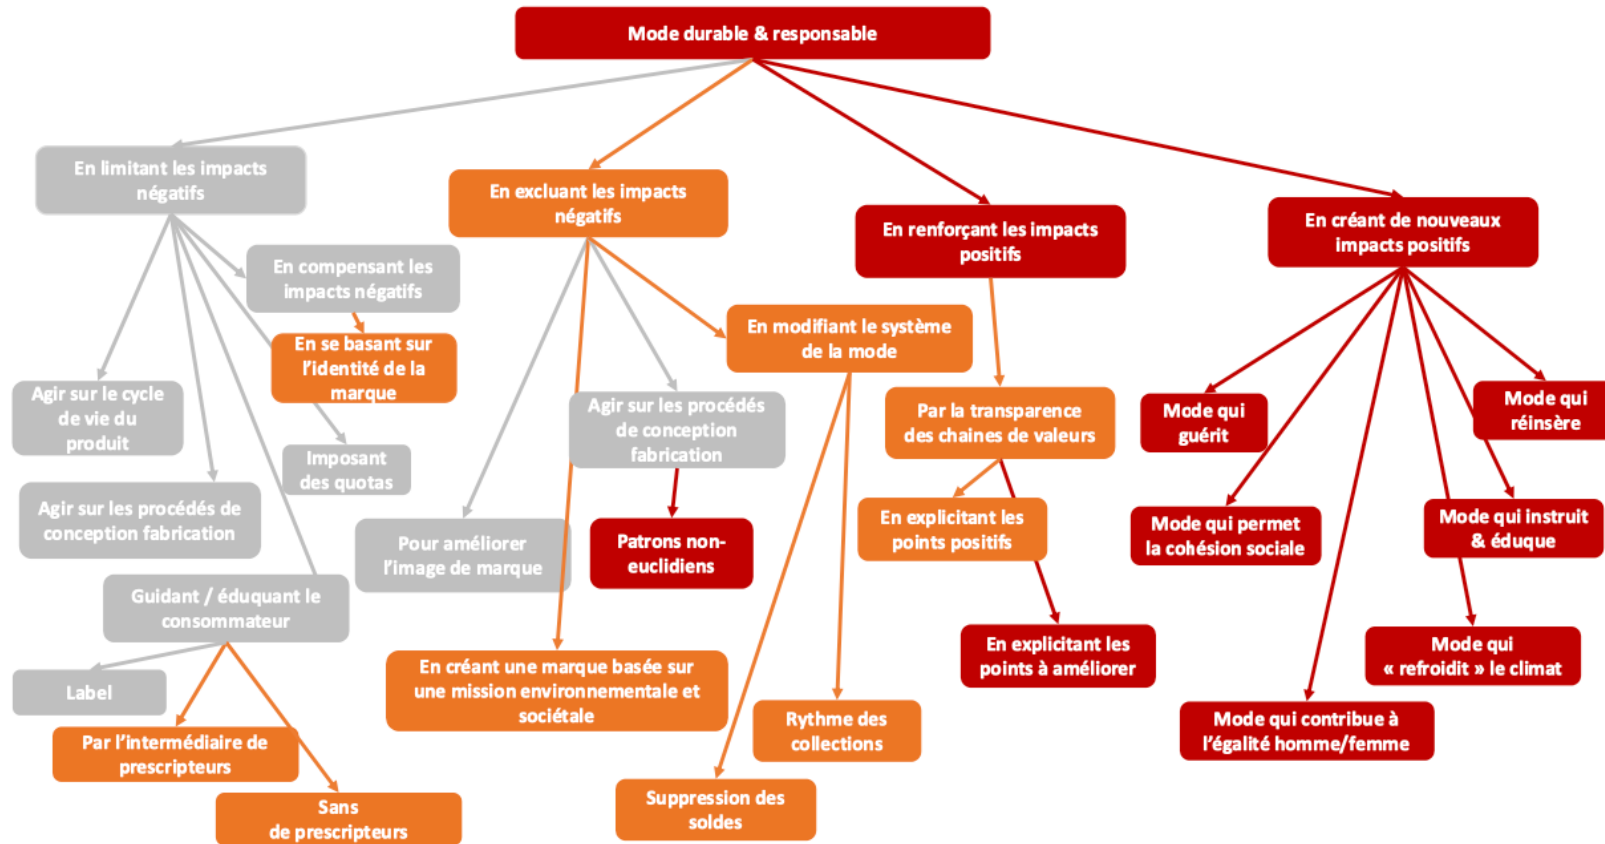 Mode durable & responsable
En limitant les impacts
négatifs
En excluant les impacts
négatifs
En renforçant les impacts
positifs
En créant de nouveaux
impacts positifs
En compensant les
impacts négatifs
En se basant sur
l'identité de la
marque
Agir sur le cycle
de vie du
produit
Imposant
des quotas
Agir sur les procédés de
conception fabrication
Guidant / éduquant le
consommateur
Label
Par l'intermédiaire de
prescripteurs
Sans
de prescripteurs
En modifiant le système
de la mode
Agir sur les procédés
de conception
fabrication
Pour améliorer
l'image de marque
Patrons non-
euclidiens
En créant une marque basée sur
une mission environnementale et
sociétale
Rythme des
collections
Suppression des
soldes
Par la transparence
des chaines de valeurs
En explicitant les
points positifs
En explicitant les
points à améliorer
Mode qui
guérit
Mode qui
réinsère
Mode qui permet
la cohésion sociale
Mode qui instruit
& éduque
Mode qui
« refroidit » le climat
Mode qui contribue à
l'égalité homme/femme